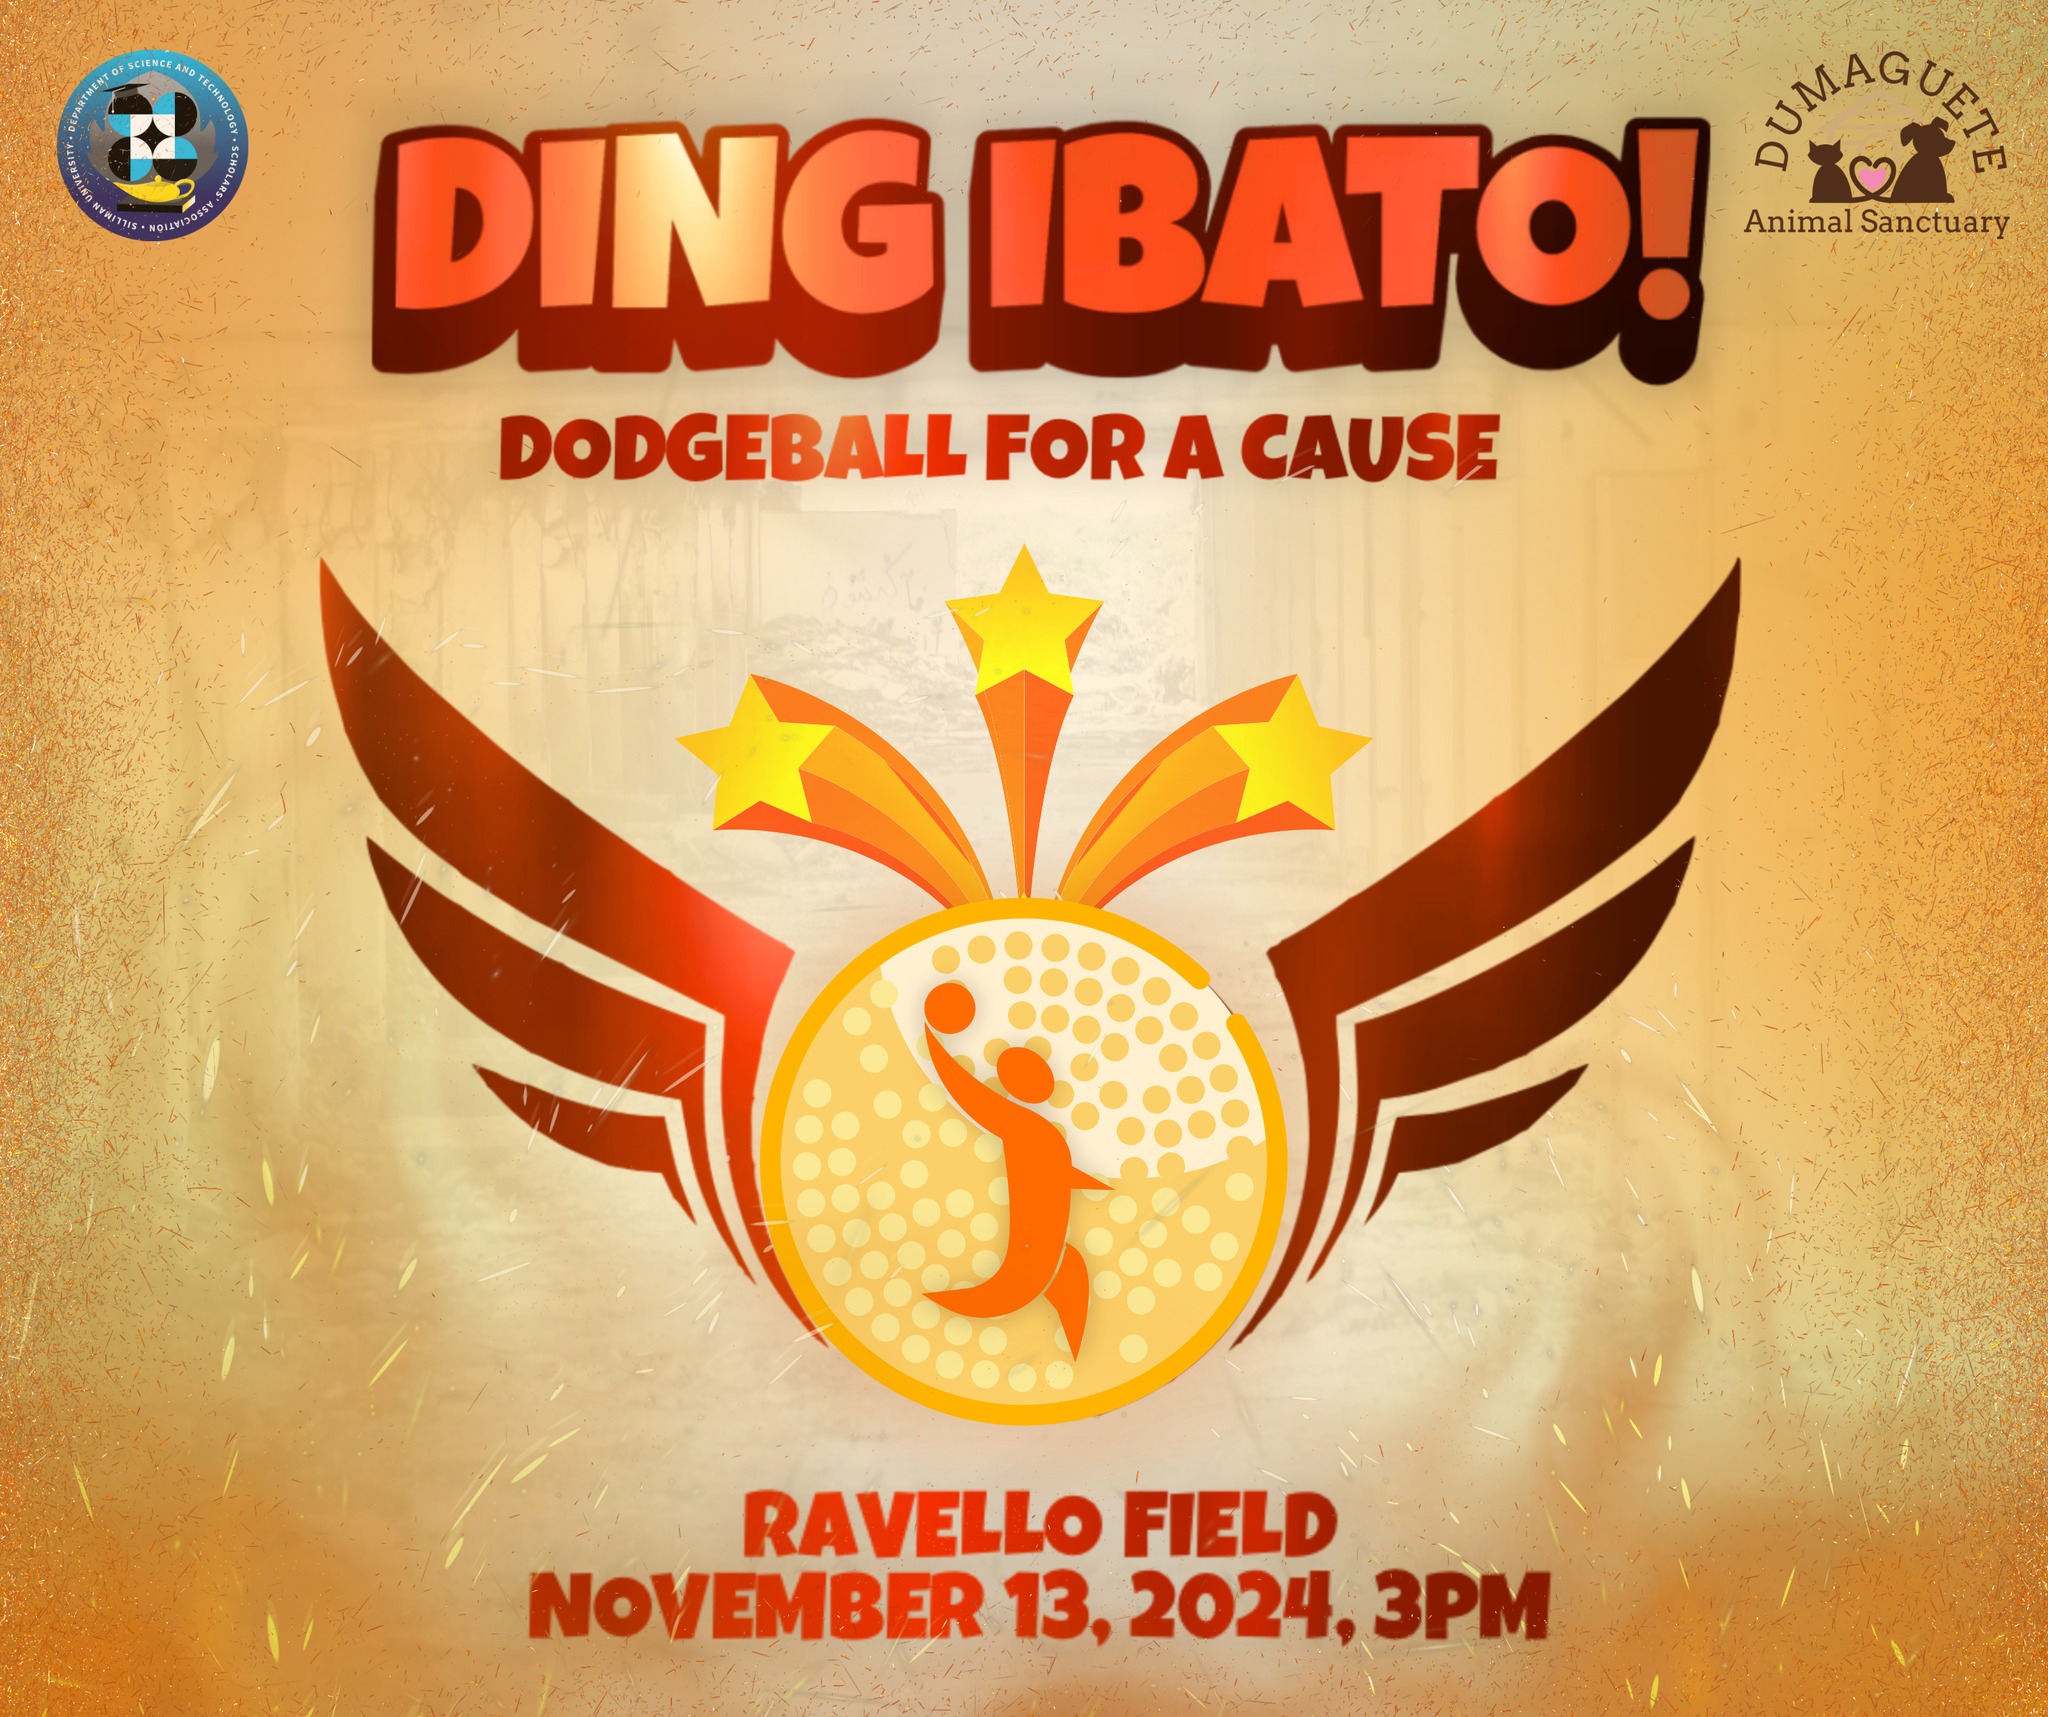 DEPARTMENT OF SCIENCE AND TECHNOLOGY • SCHOLARS' ASSOCIATION • SILLIMAN UNIVERSITY •
DUMAGUETE
Animal Sanctuary
DING IBATO!
DODGEBALL FOR A CAUSE
RAVELLO FIELD
NOVEMBER 13, 2024, 3PM